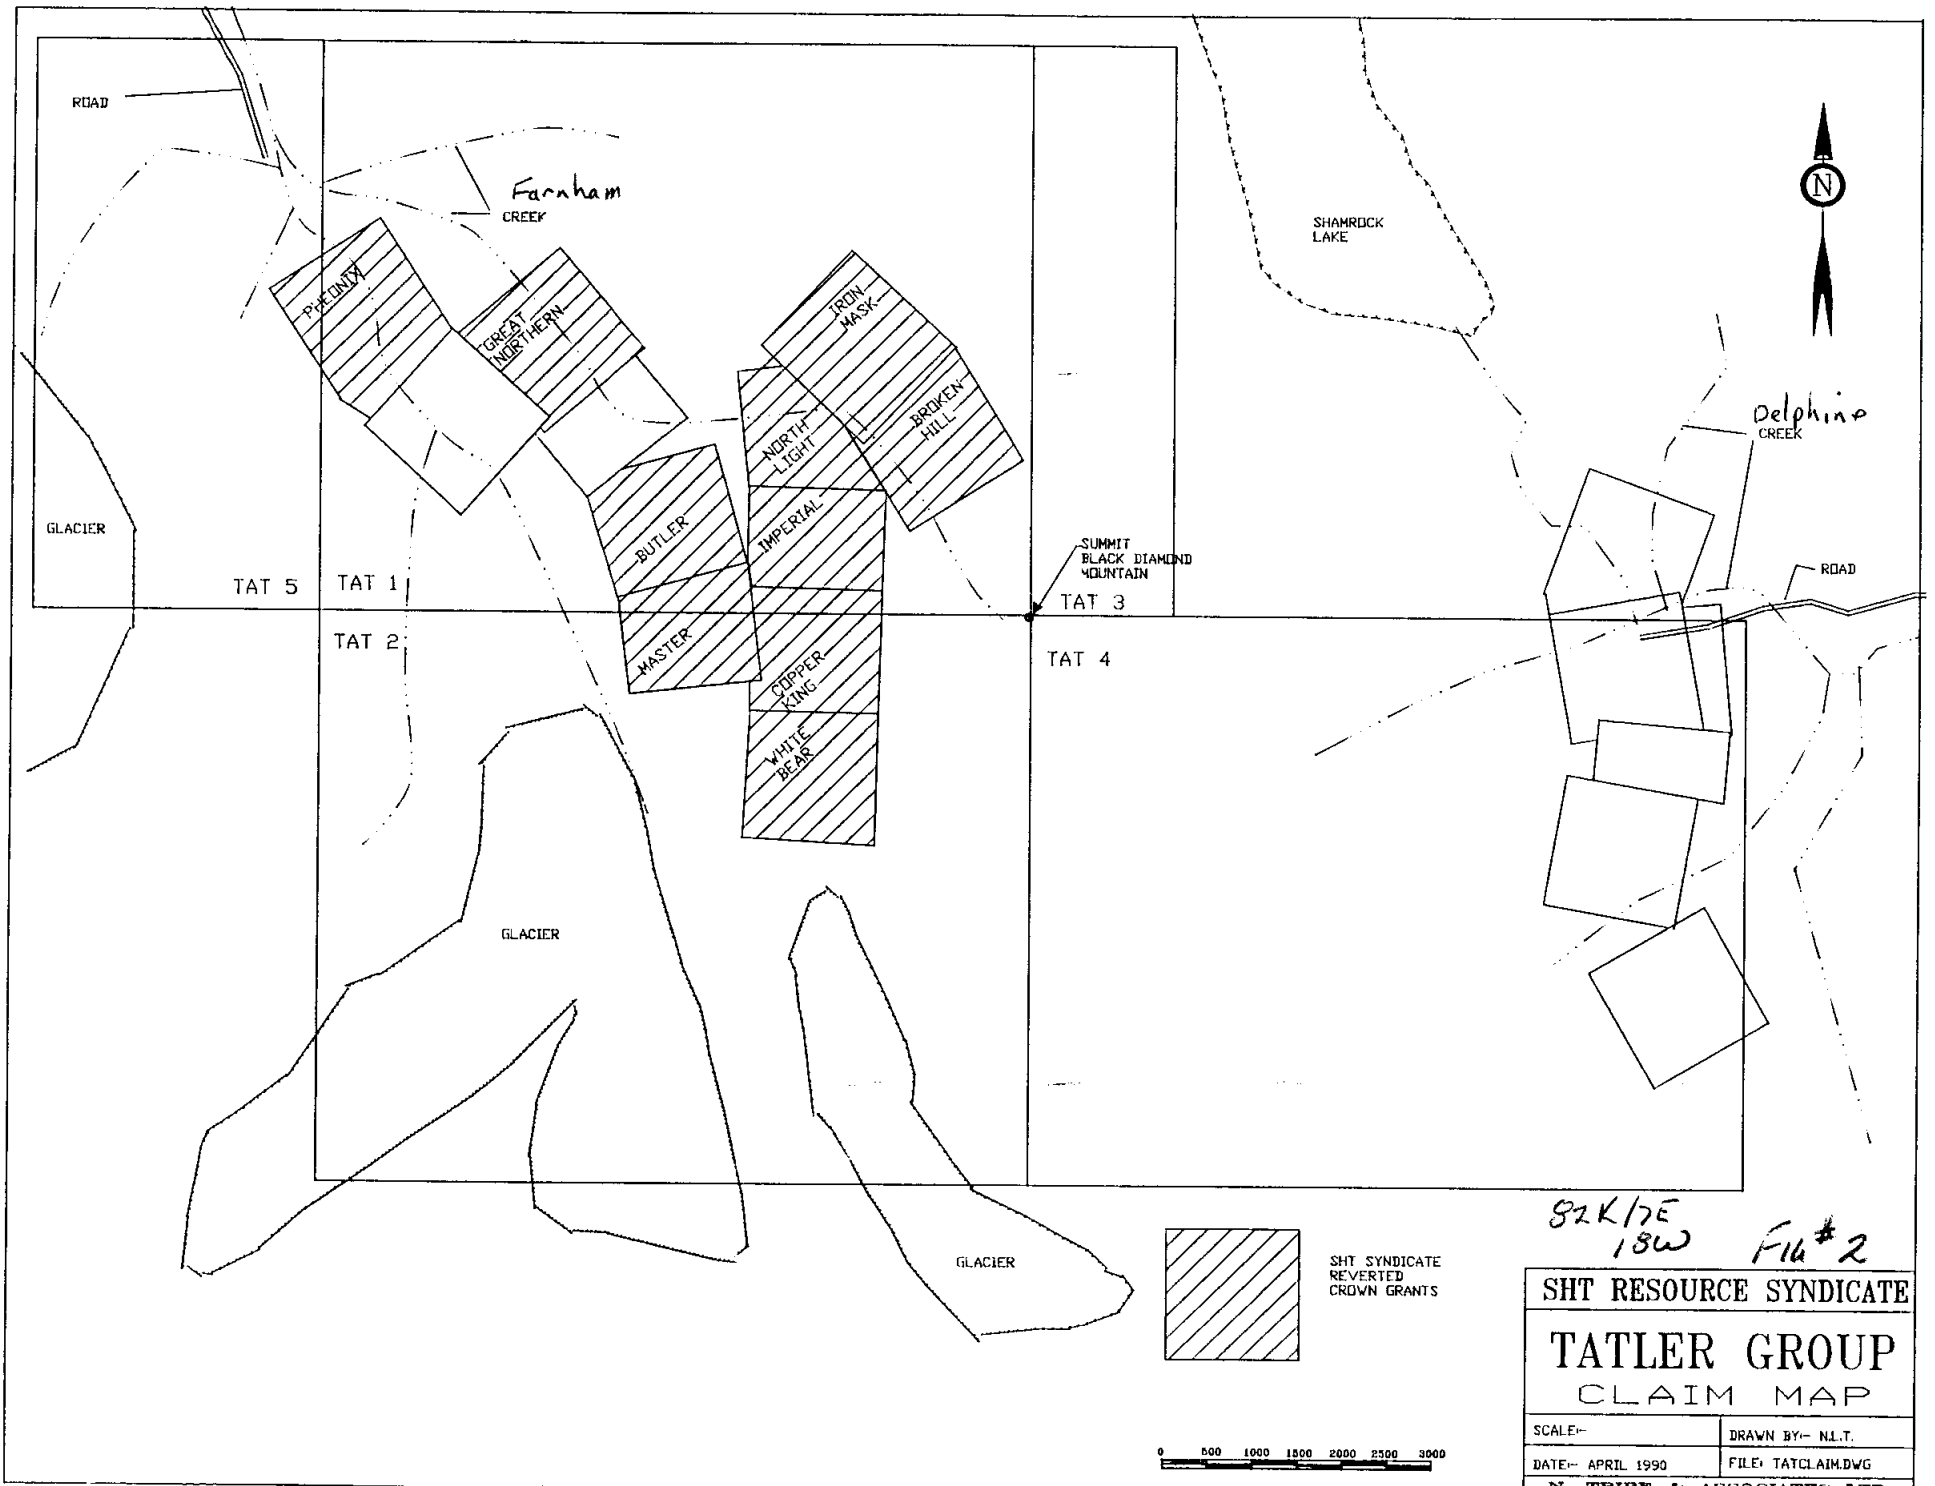 ROAD
Farnham
CREEK
SHAMROCK
LAKE
N
PHEONIX
GREAT
NORTHERN
IRON
MASK
BROKEN
HILL
NORTH
LIGHT
Delphine
CREEK
GLACIER
BUTLER
IMPERIAL
SUMMIT
BLACK DIAMOND
MOUNTAIN
ROAD
TAT 5
TAT 1
TAT 3
TAT 2
TAT 4
MASTER
COPPER
KING
WHITE
BEAR
GLACIER
GLACIER
82K/7E
18W
FIG #2
SHT SYNDICATE
REVERTED
CROWN GRANTS
SHT RESOURCE SYNDICATE
TATLER GROUP
CLAIM MAP
SCALE:-
DRAWN BY:- N.L.T.
DATE:- APRIL 1990
FILE: TATCLAIM.DWG
0 500 1000 1500 2000 2500 3000